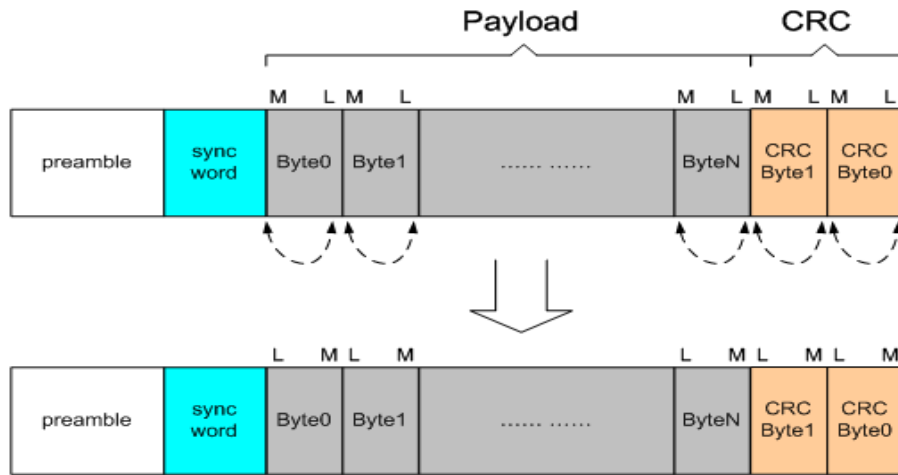 Payload CRC
M L M L M L M L M L
preamble sync word Byte0 Byte1 ...... ...... ByteN CRC Byte1 CRC Byte0
L M L M L M L M L M
preamble sync word Byte0 Byte1 ...... ...... ByteN CRC Byte1 CRC Byte0